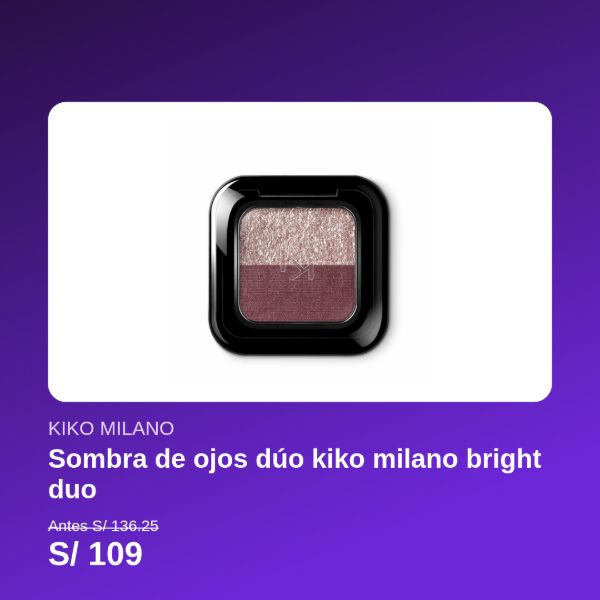 KIKO MILANO
Sombra de ojos dúo kiko milano bright
duo
Antes S/ 136.25
S/ 109